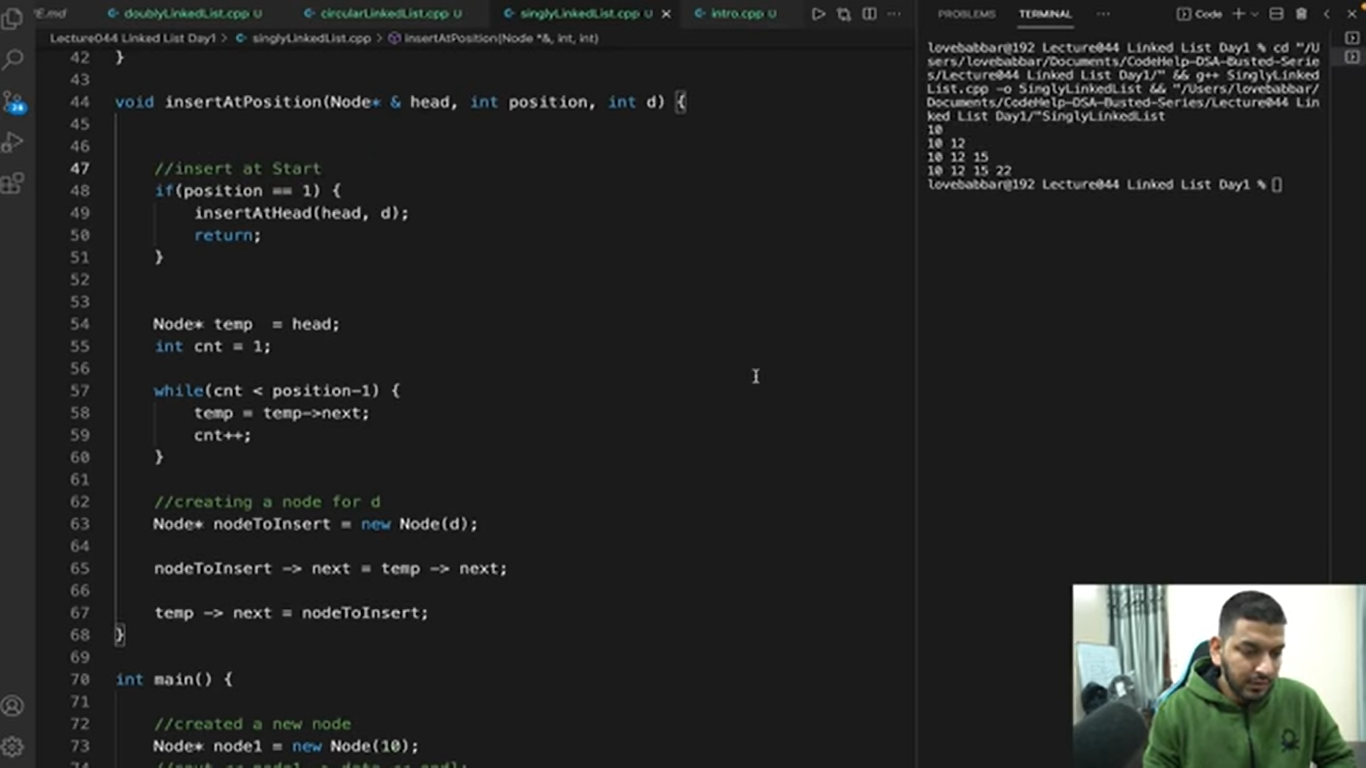 E.md doublyLinkedList.cpp U circularLinkedList.cpp U singlyLinkedList.cpp U × intro.cpp U ··· PROBLEMS TERMINAL ··· Code
Lecture044 Linked List Day1 > singlyLinkedList.cpp > insertAtPosition(Node *&, int, int)
42 }
43
44 void insertAtPosition(Node* & head, int position, int d) {
45
46
47 //insert at Start
48 if(position == 1) {
49 insertAtHead(head, d);
50 return;
51 }
52
53
54 Node* temp  = head;
55 int cnt = 1;
56
57 while(cnt < position-1) {
58 temp = temp->next;
59 cnt++;
60 }
61
62 //creating a node for d
63 Node* nodeToInsert = new Node(d);
64
65 nodeToInsert -> next = temp -> next;
66
67 temp -> next = nodeToInsert;
68 }
69
70 int main() {
71
72 //created a new node
73 Node* node1 = new Node(10);
74
lovebabbar@192 Lecture044 Linked List Day1 % cd "/U
sers/lovebabbar/Documents/CodeHelp-DSA-Busted-Serie
s/Lecture044 Linked List Day1/" && g++ SinglyLinked
List.cpp -o SinglyLinkedList && "/Users/lovebabbar/
Documents/CodeHelp-DSA-Busted-Series/Lecture044 Lin
ked List Day1/"SinglyLinkedList
10
10 12
10 12 15
10 12 15 22
lovebabbar@192 Lecture044 Linked List Day1 %